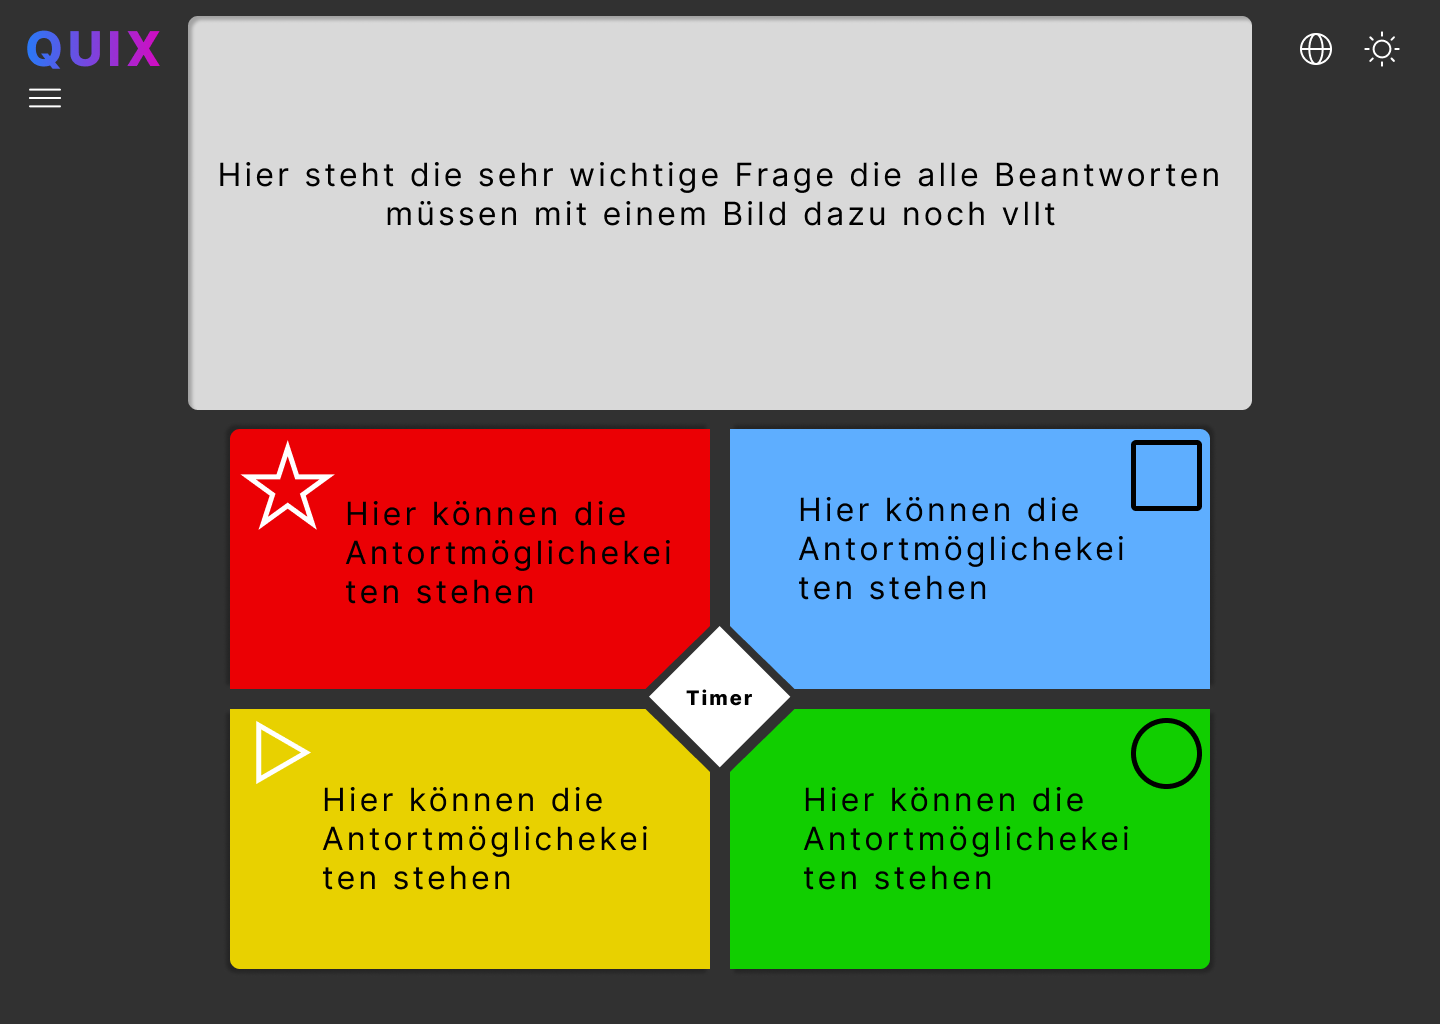 QUIX
Hier steht die sehr wichtige Frage die alle Beantworten
müssen mit einem Bild dazu noch vllt
Hier können die
Antortmöglichekei
ten stehen
Hier können die
Antortmöglichekei
ten stehen
Timer
Hier können die
Antortmöglichekei
ten stehen
Hier können die
Antortmöglichekei
ten stehen